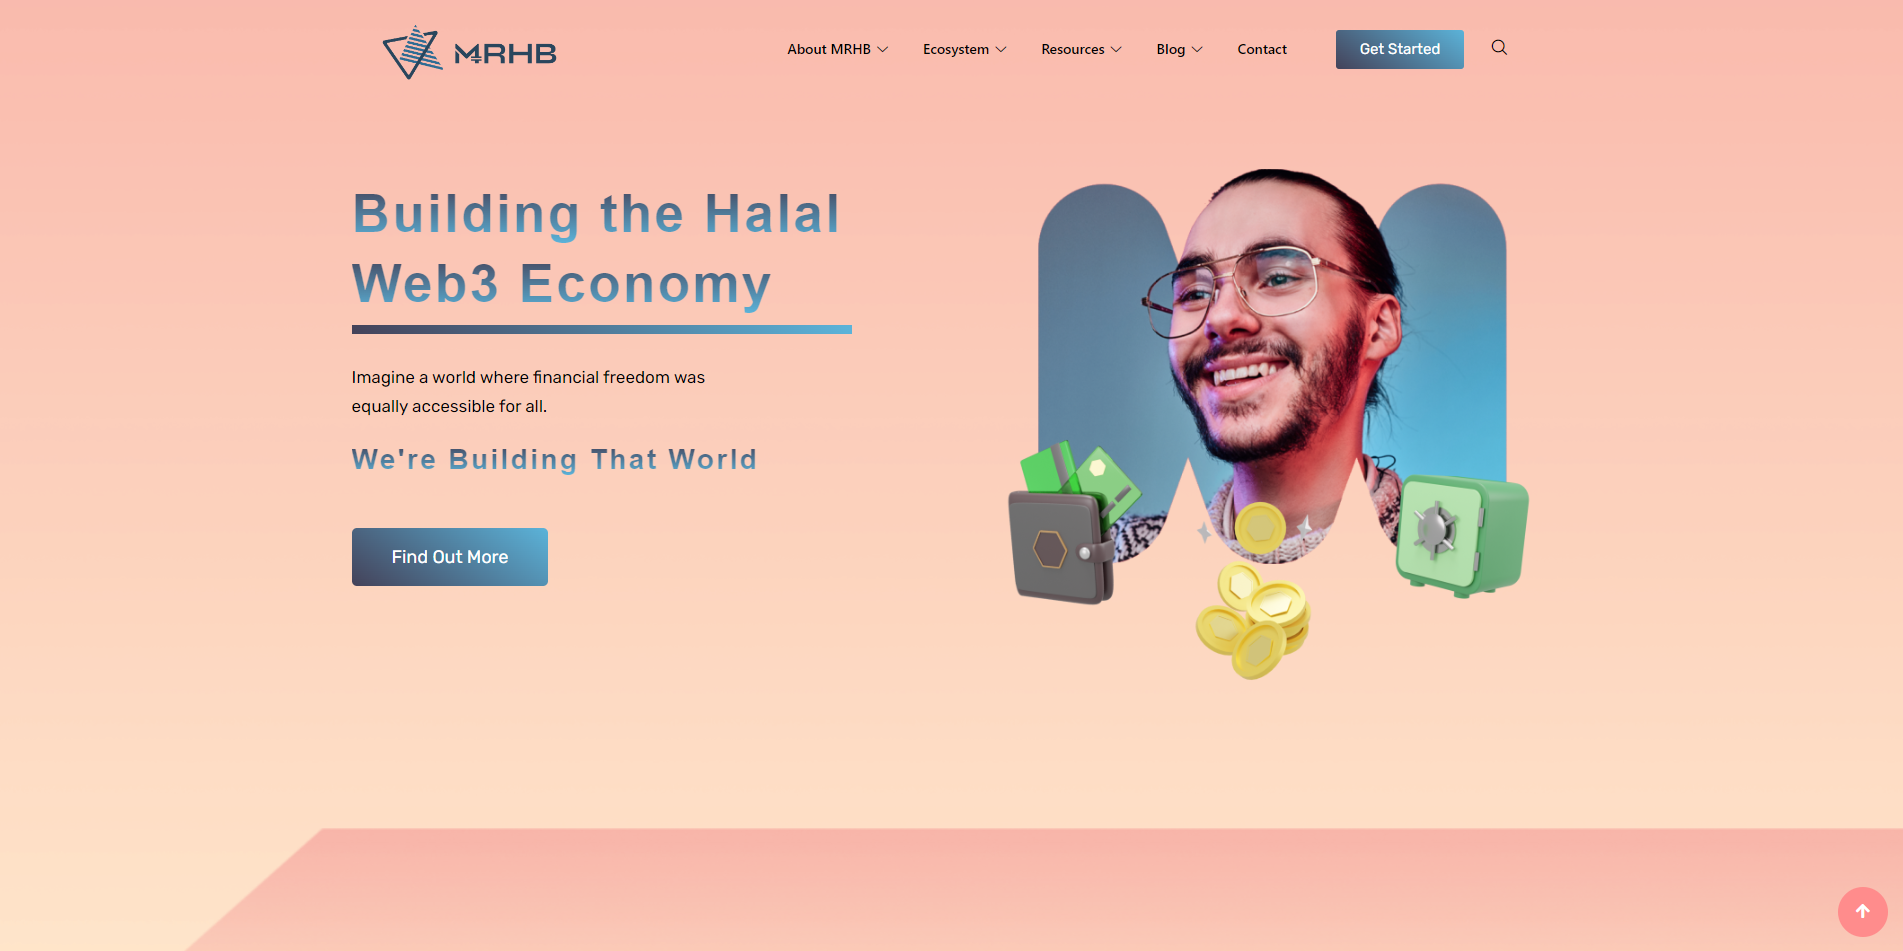 MRHB
About MRHB
Ecosystem
Resources
Blog
Contact
Get Started
Building the Halal
Web3 Economy
Imagine a world where financial freedom was
equally accessible for all.
We're Building That World
Find Out More